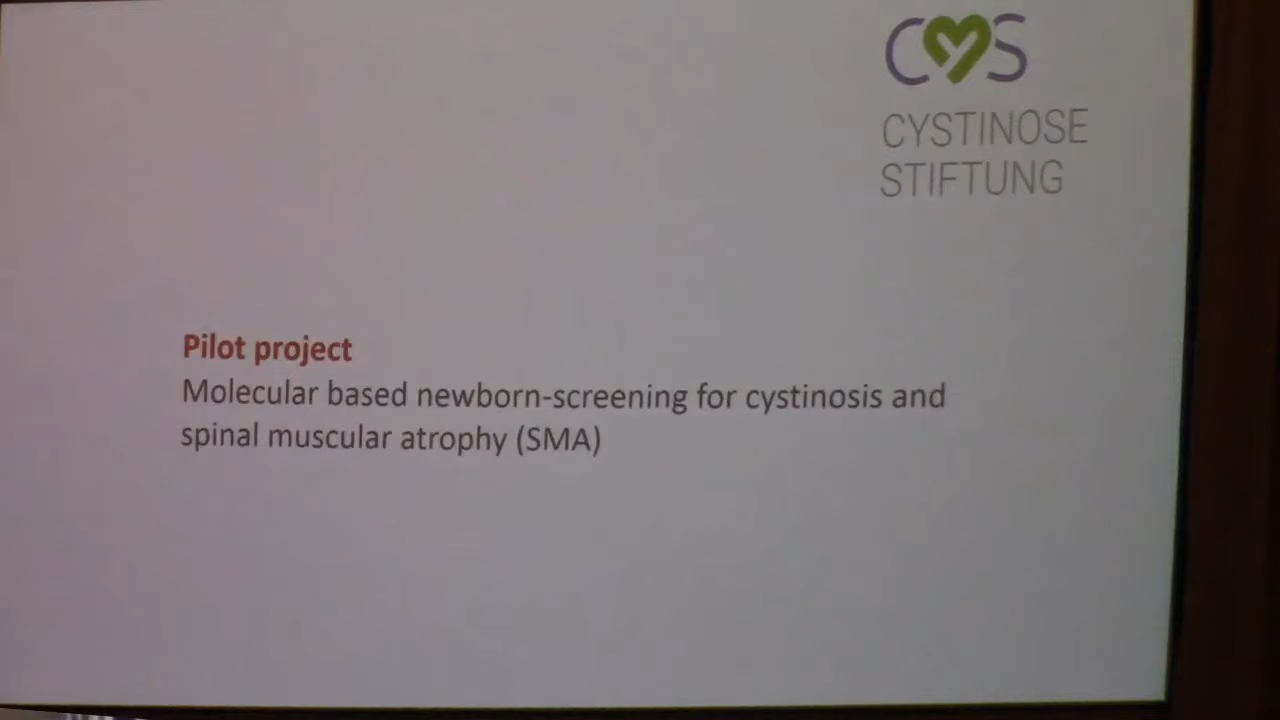 CYS
CYSTINOSE
STIFTUNG
Pilot project
Molecular based newborn-screening for cystinosis and
spinal muscular atrophy (SMA)